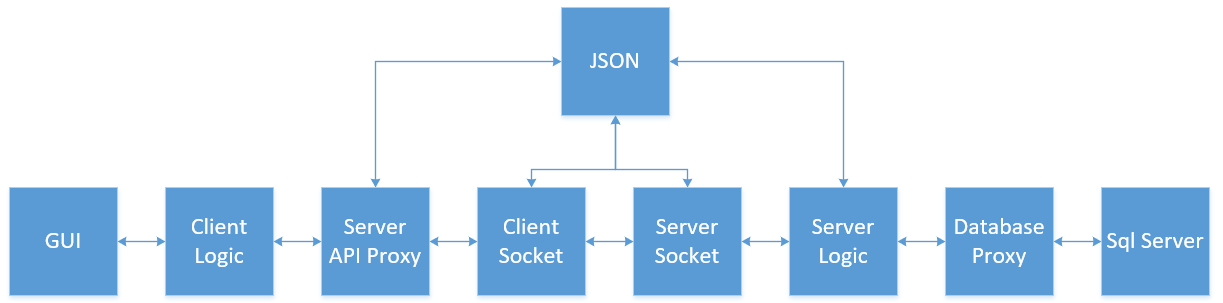 JSON
GUI
Client
Logic
Server
API Proxy
Client
Socket
Server
Socket
Server
Logic
Database
Proxy
Sql Server